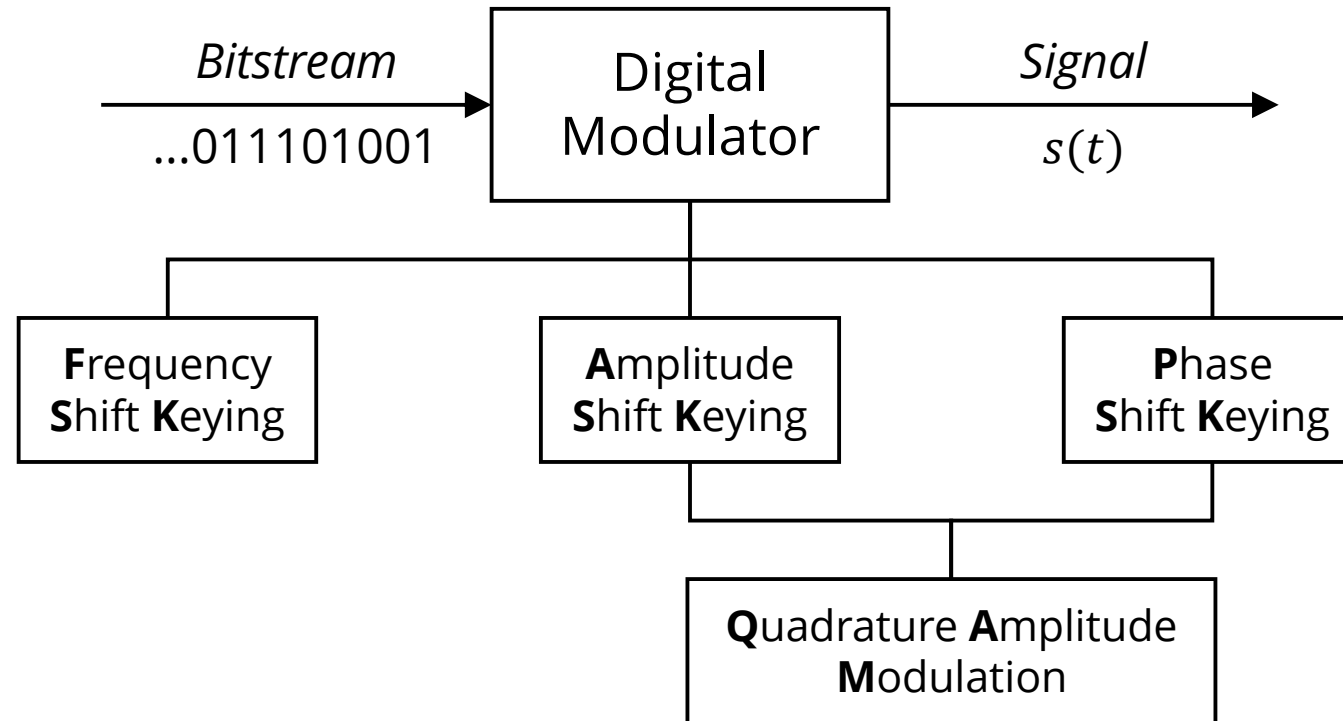 Bitstream
...011101001
Digital
Modulator
Signal
s(t)
Frequency
Shift Keying
Amplitude
Shift Keying
Phase
Shift Keying
Quadrature Amplitude
Modulation